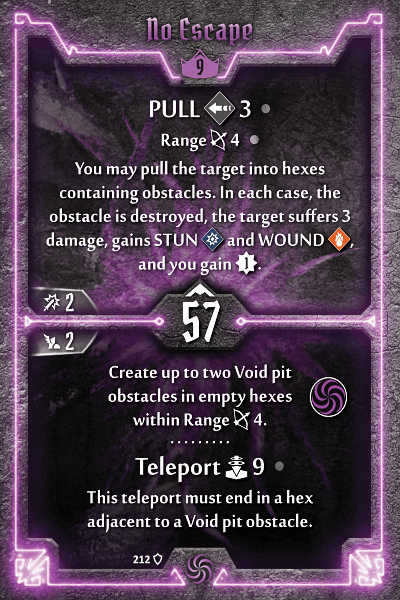 No Escape
9
PULL 3
Range 4
You may pull the target into hexes
containing obstacles. In each case, the
obstacle is destroyed, the target suffers 3
damage, gains STUN and WOUND,
and you gain 1.
2
57
2
Create up to two Void pit
obstacles in empty hexes
within Range 4.
.........
Teleport 9
This teleport must end in a hex
adjacent to a Void pit obstacle.
212